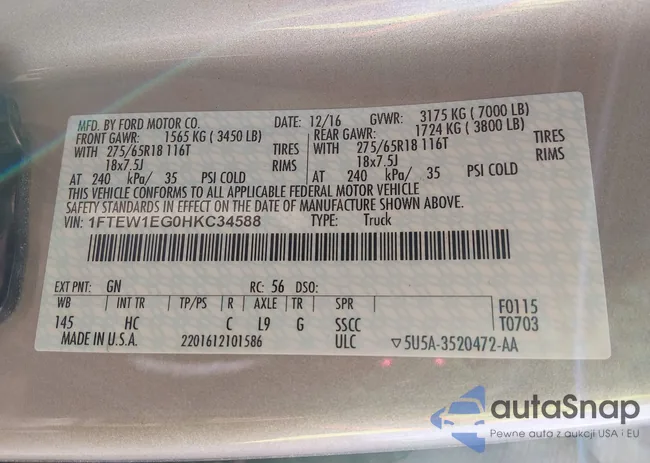 MFD. BY FORD MOTOR CO. DATE: 12/16 GVWR: 3175 KG ( 7000 LB)
FRONT GAWR: 1565 KG ( 3450 LB) REAR GAWR: 1724 KG ( 3800 LB)
WITH 275/65R18 116T TIRES WITH 275/65R18 116T TIRES
18x7.5J RIMS 18x7.5J RIMS
AT 240 kPa/ 35 PSI COLD AT 240 kPa/ 35 PSI COLD
THIS VEHICLE CONFORMS TO ALL APPLICABLE FEDERAL MOTOR VEHICLE
SAFETY STANDARDS IN EFFECT ON THE DATE OF MANUFACTURE SHOWN ABOVE.
VIN: 1FTEW1EG0HKC34588 TYPE: Truck
EXT PNT: GN RC: 56 DSO:
WB INT TR TP/PS R AXLE TR SPR F0115
145 HC C L9 G SSCC T0703
MADE IN U.S.A. 2201612101586 ULC ▽5U5A-3520472-AA
autaSnap
Pewne auta z aukcji USA i EU